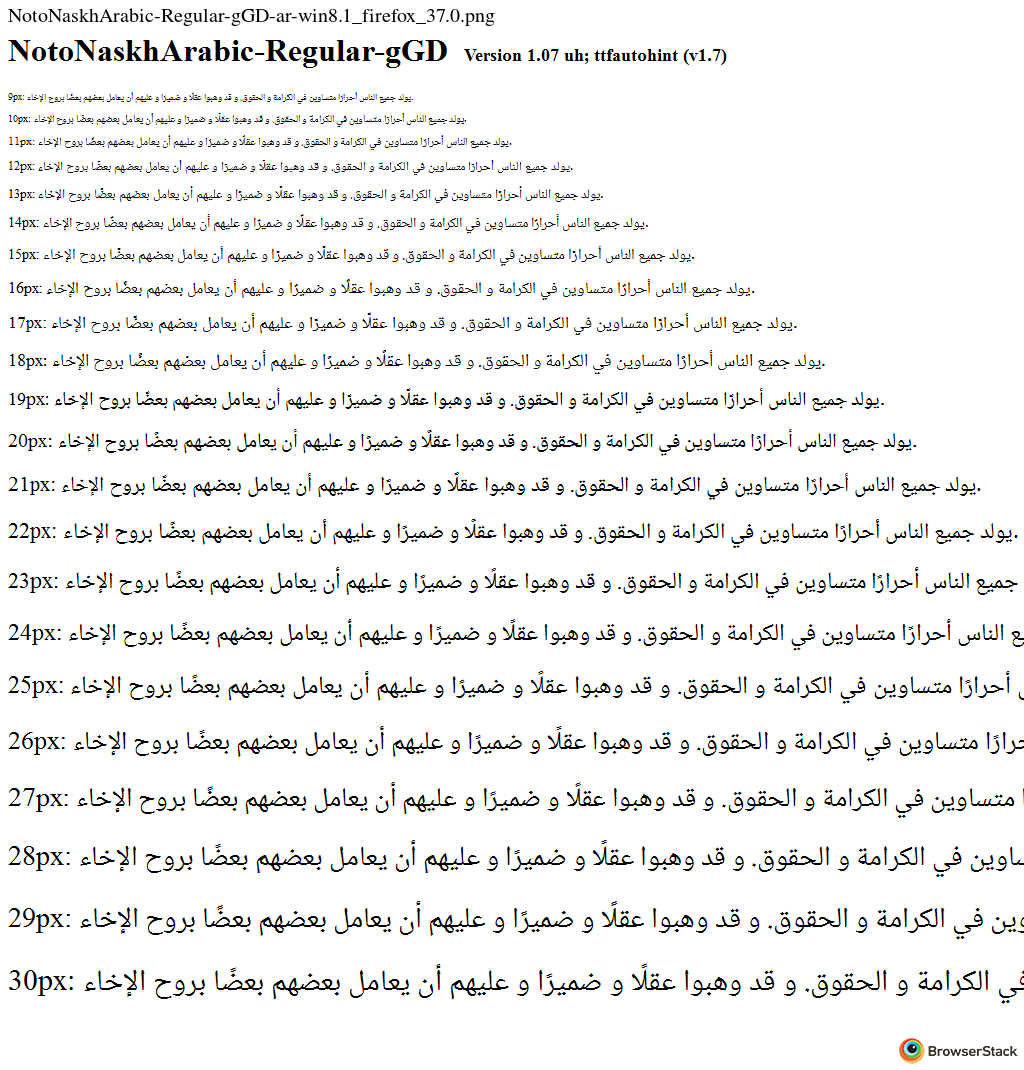 NotoNaskhArabic-Regular-gGD-ar-win8.1_firefox_37.0.png
NotoNaskhArabic-Regular-gGD Version 1.07 uh; ttfautohint (v1.7)
9px: يولد جميع الناس أحرارًا متساوين في الكرامة و الحقوق. و قد وهبوا عقلًا و ضميرًا و عليهم أن يعامل بعضهم بعضًا بروح الإخاء.
10px: يولد جميع الناس أحرارًا متساوين في الكرامة و الحقوق. و قد وهبوا عقلًا و ضميرًا و عليهم أن يعامل بعضهم بعضًا بروح الإخاء.
11px: يولد جميع الناس أحرارًا متساوين في الكرامة و الحقوق. و قد وهبوا عقلًا و ضميرًا و عليهم أن يعامل بعضهم بعضًا بروح الإخاء.
12px: يولد جميع الناس أحرارًا متساوين في الكرامة و الحقوق. و قد وهبوا عقلًا و ضميرًا و عليهم أن يعامل بعضهم بعضًا بروح الإخاء.
13px: يولد جميع الناس أحرارًا متساوين في الكرامة و الحقوق. و قد وهبوا عقلًا و ضميرًا و عليهم أن يعامل بعضهم بعضًا بروح الإخاء.
14px: يولد جميع الناس أحرارًا متساوين في الكرامة و الحقوق. و قد وهبوا عقلًا و ضميرًا و عليهم أن يعامل بعضهم بعضًا بروح الإخاء.
15px: يولد جميع الناس أحرارًا متساوين في الكرامة و الحقوق. و قد وهبوا عقلًا و ضميرًا و عليهم أن يعامل بعضهم بعضًا بروح الإخاء.
16px: يولد جميع الناس أحرارًا متساوين في الكرامة و الحقوق. و قد وهبوا عقلًا و ضميرًا و عليهم أن يعامل بعضهم بعضًا بروح الإخاء.
17px: يولد جميع الناس أحرارًا متساوين في الكرامة و الحقوق. و قد وهبوا عقلًا و ضميرًا و عليهم أن يعامل بعضهم بعضًا بروح الإخاء.
18px: يولد جميع الناس أحرارًا متساوين في الكرامة و الحقوق. و قد وهبوا عقلًا و ضميرًا و عليهم أن يعامل بعضهم بعضًا بروح الإخاء.
19px: يولد جميع الناس أحرارًا متساوين في الكرامة و الحقوق. و قد وهبوا عقلًا و ضميرًا و عليهم أن يعامل بعضهم بعضًا بروح الإخاء.
20px: يولد جميع الناس أحرارًا متساوين في الكرامة و الحقوق. و قد وهبوا عقلًا و ضميرًا و عليهم أن يعامل بعضهم بعضًا بروح الإخاء.
21px: يولد جميع الناس أحرارًا متساوين في الكرامة و الحقوق. و قد وهبوا عقلًا و ضميرًا و عليهم أن يعامل بعضهم بعضًا بروح الإخاء.
22px: يولد جميع الناس أحرارًا متساوين في الكرامة و الحقوق. و قد وهبوا عقلًا و ضميرًا و عليهم أن يعامل بعضهم بعضًا بروح الإخاء.
23px: جميع الناس أحرارًا متساوين في الكرامة و الحقوق. و قد وهبوا عقلًا و ضميرًا و عليهم أن يعامل بعضهم بعضًا بروح الإخاء
24px: الناس أحرارًا متساوين في الكرامة و الحقوق. و قد وهبوا عقلًا و ضميرًا و عليهم أن يعامل بعضهم بعضًا بروح الإخاء
25px: أحرارًا متساوين في الكرامة و الحقوق. و قد وهبوا عقلًا و ضميرًا و عليهم أن يعامل بعضهم بعضًا بروح الإخاء
26px: متساوين في الكرامة و الحقوق. و قد وهبوا عقلًا و ضميرًا و عليهم أن يعامل بعضهم بعضًا بروح الإخاء
27px: متساوين في الكرامة و الحقوق. و قد وهبوا عقلًا و ضميرًا و عليهم أن يعامل بعضهم بعضًا بروح الإخاء
28px: في الكرامة و الحقوق. و قد وهبوا عقلًا و ضميرًا و عليهم أن يعامل بعضهم بعضًا بروح الإخاء
29px: في الكرامة و الحقوق. و قد وهبوا عقلًا و ضميرًا و عليهم أن يعامل بعضهم بعضًا بروح الإخاء
30px: في الكرامة و الحقوق. و قد وهبوا عقلًا و ضميرًا و عليهم أن يعامل بعضهم بعضًا بروح الإخاء
BrowserStack